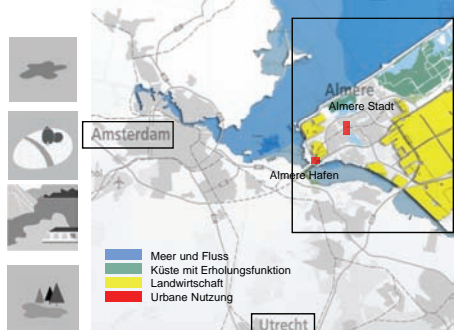 Almere
Almere Stadt
Amsterdam
Almere Hafen
Meer und Fluss
Küste mit Erholungsfunktion
Landwirtschaft
Urbane Nutzung
Utrecht